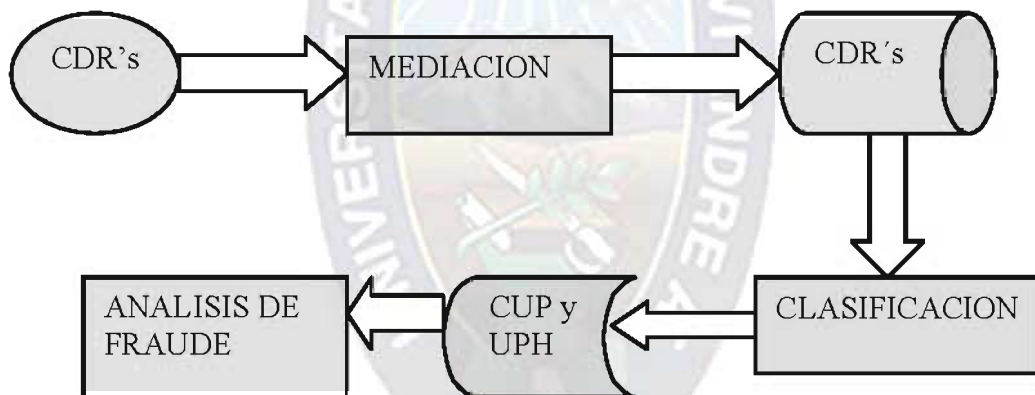 CDR's
MEDIACION
CDR´s
CLASIFICACION
CUP y
UPH
ANALISIS DE
FRAUDE